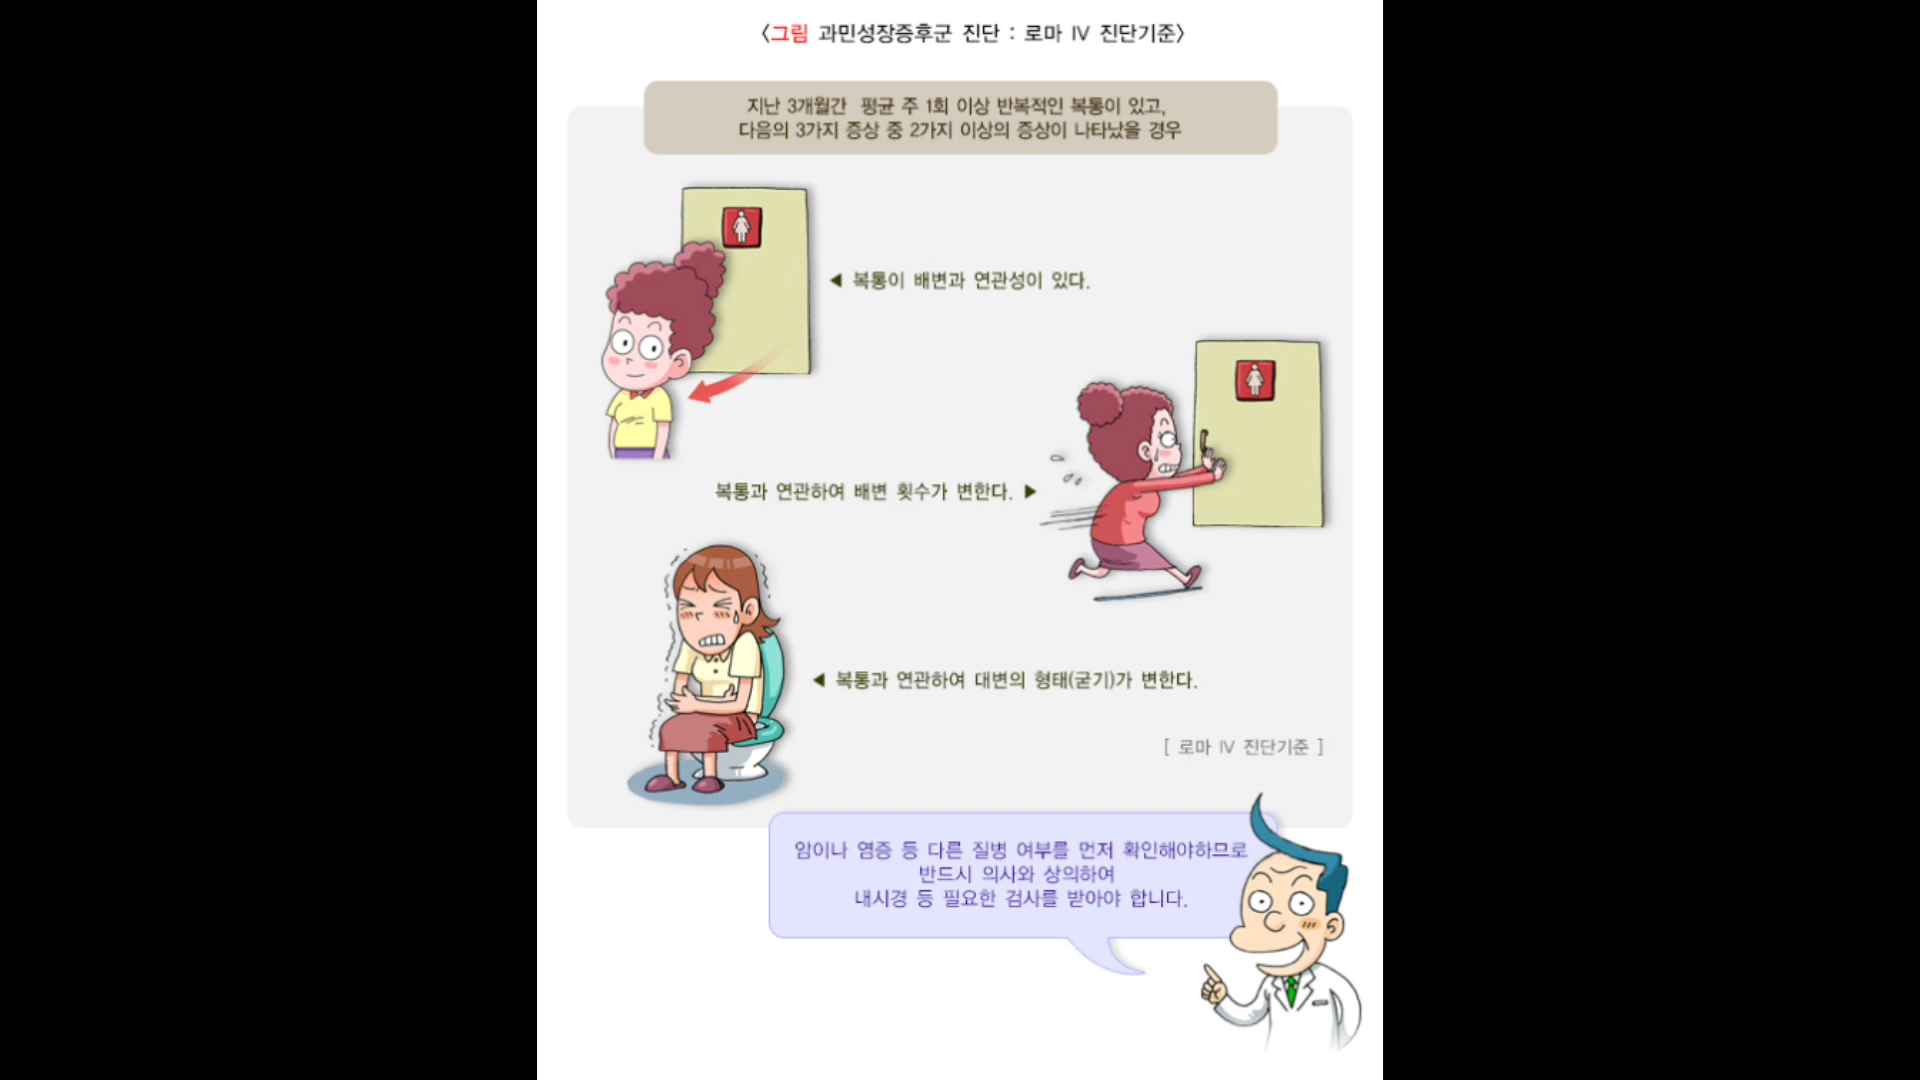 <그림 과민성장증후군 진단 : 로마 Ⅳ 진단기준>
지난 3개월간 평균 주 1회 이상 반복적인 복통이 있고,
다음의 3가지 증상 중 2가지 이상의 증상이 나타났을 경우
◀ 복통이 배변과 연관성이 있다.
복통과 연관하여 배변 횟수가 변한다. ▶
◀ 복통과 연관하여 대변의 형태(굳기)가 변한다.
[ 로마 Ⅳ 진단기준 ]
암이나 염증 등 다른 질병 여부를 먼저 확인해야하므로
반드시 의사와 상의하여
내시경 등 필요한 검사를 받아야 합니다.